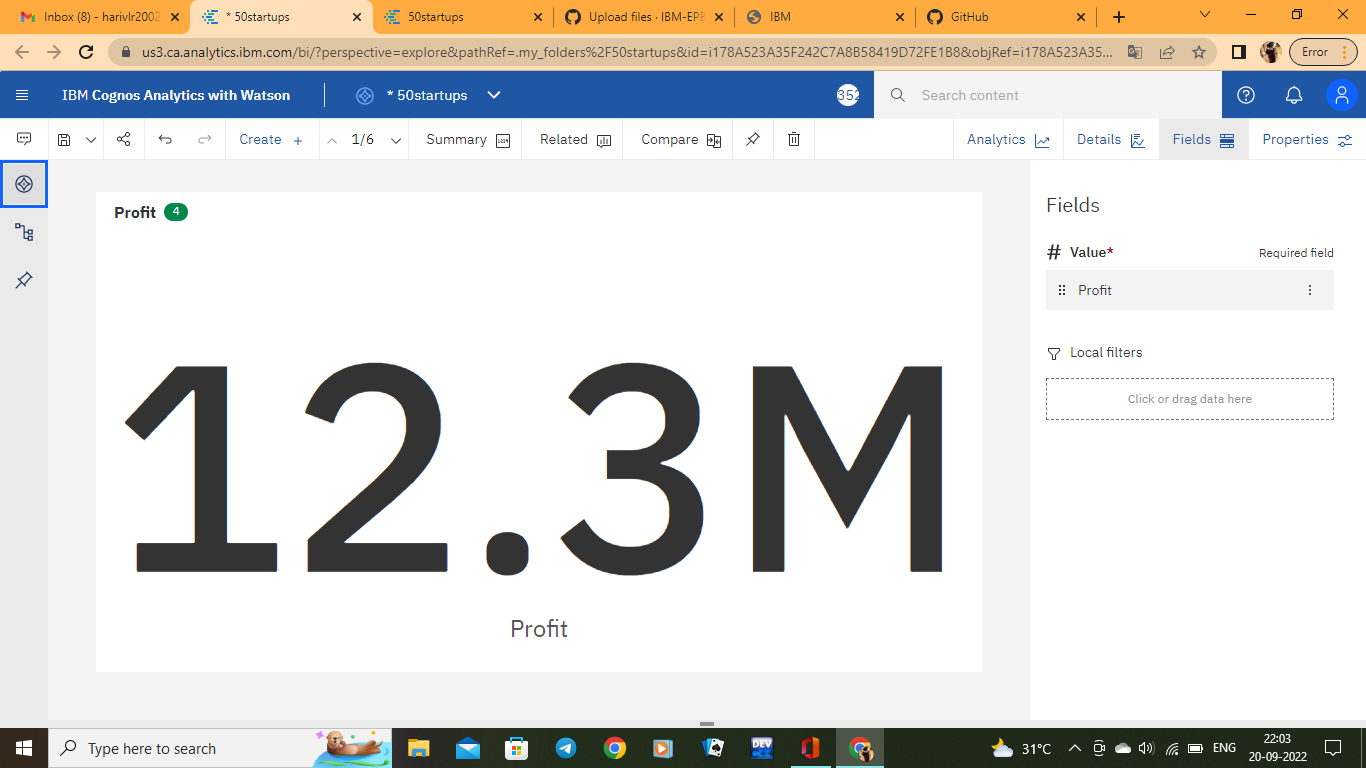 Inbox (8) - harivlr2002
* 50startups
50startups
Upload files · IBM-EPB
IBM
GitHub
us3.ca.analytics.ibm.com/bi/?perspective=explore&pathRef=.my_folders%2F50startups&id=i178A523A35F242C7A8B58419D72FE1B8&objRef=i178A523A35...
Error
IBM Cognos Analytics with Watson
* 50startups
352
Search content
Create +
1/6
Summary
Related
Compare
Analytics
Details
Fields
Properties
Profit 4
12.3M
Profit
Fields
# Value*
Required field
Profit
Local filters
Click or drag data here
Type here to search
DEV
31°C
ENG
22:03
20-09-2022